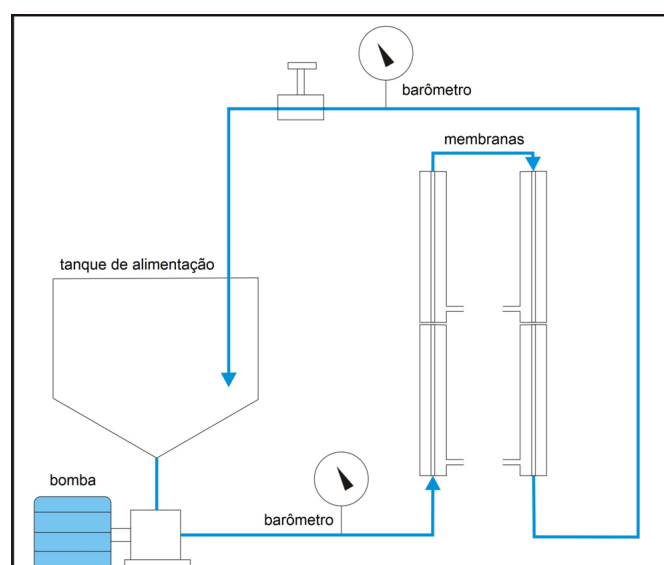 barômetro
membranas
tanque de alimentação
bomba
barômetro